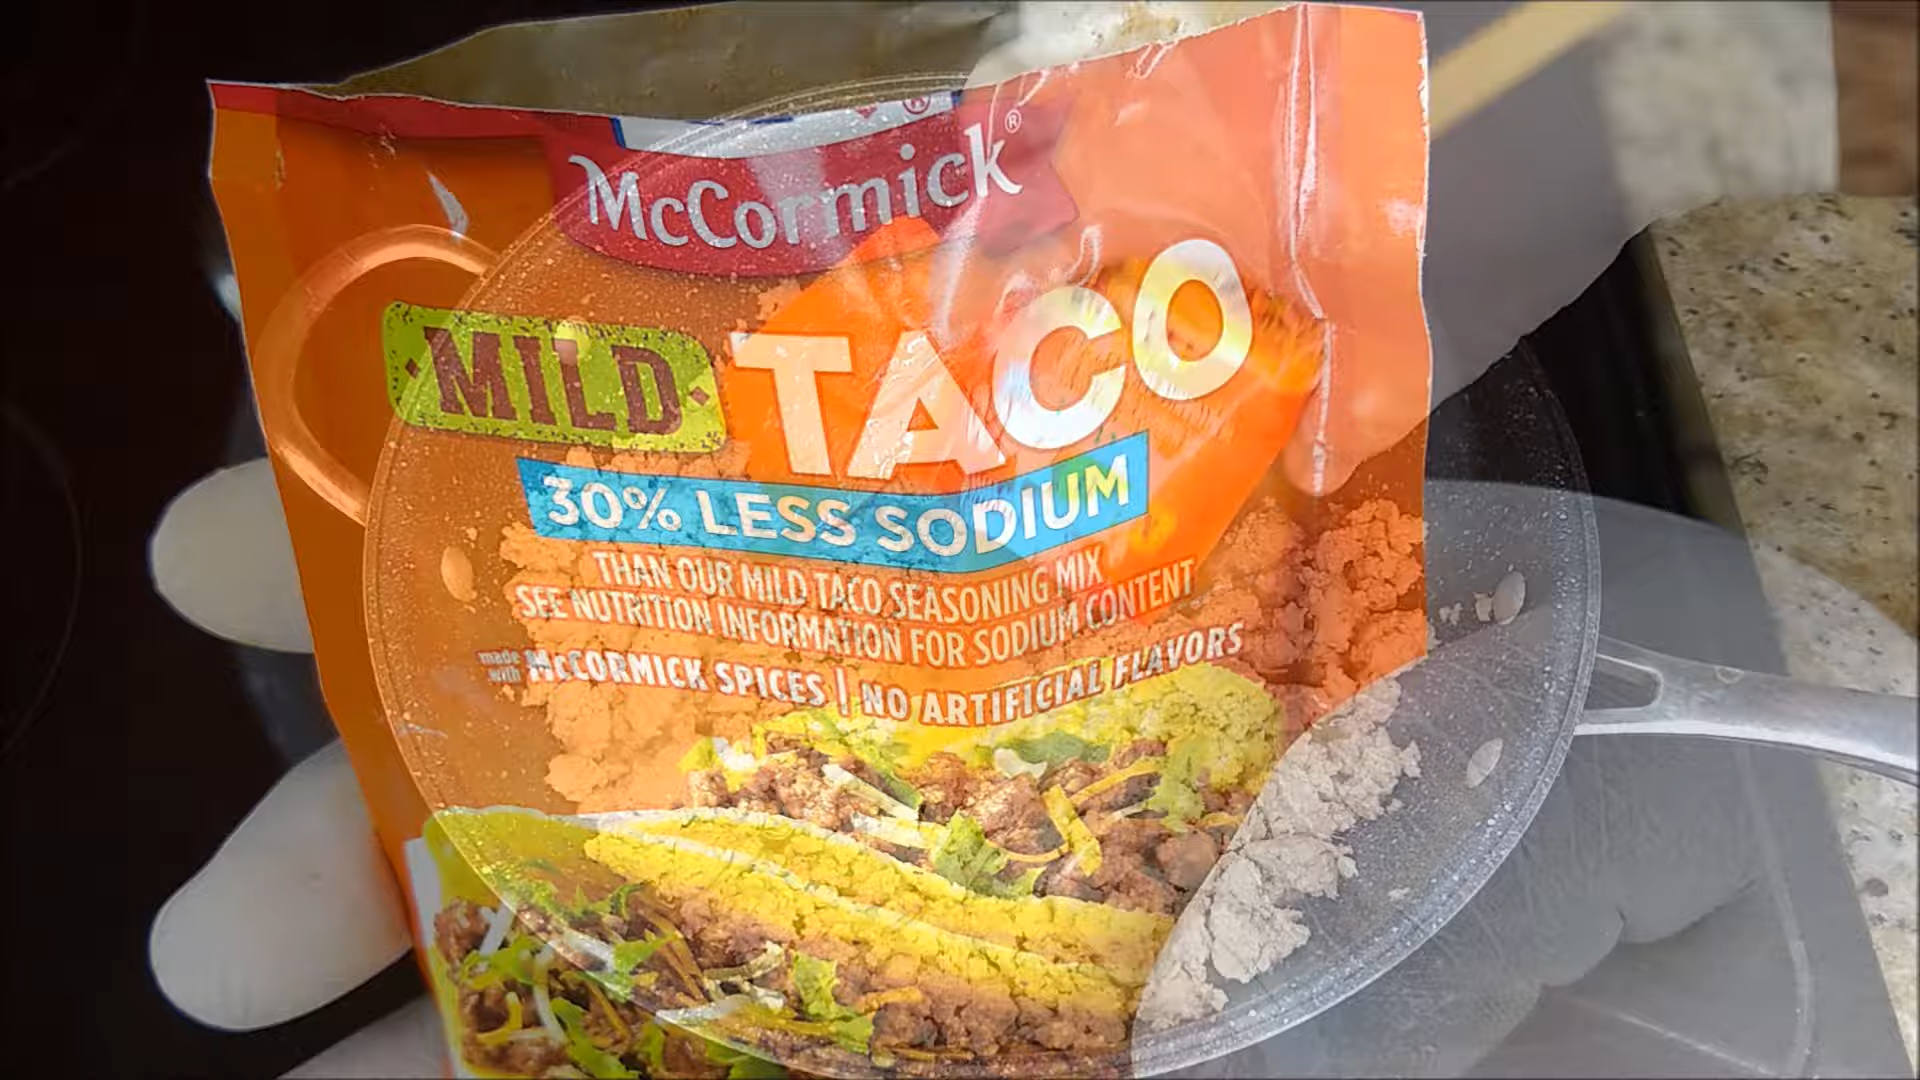 McCormick®
MILD TACO
30% LESS SODIUM
THAN OUR MILD TACO SEASONING MIX
SEE NUTRITION INFORMATION FOR SODIUM CONTENT
made with McCORMICK SPICES | NO ARTIFICIAL FLAVORS